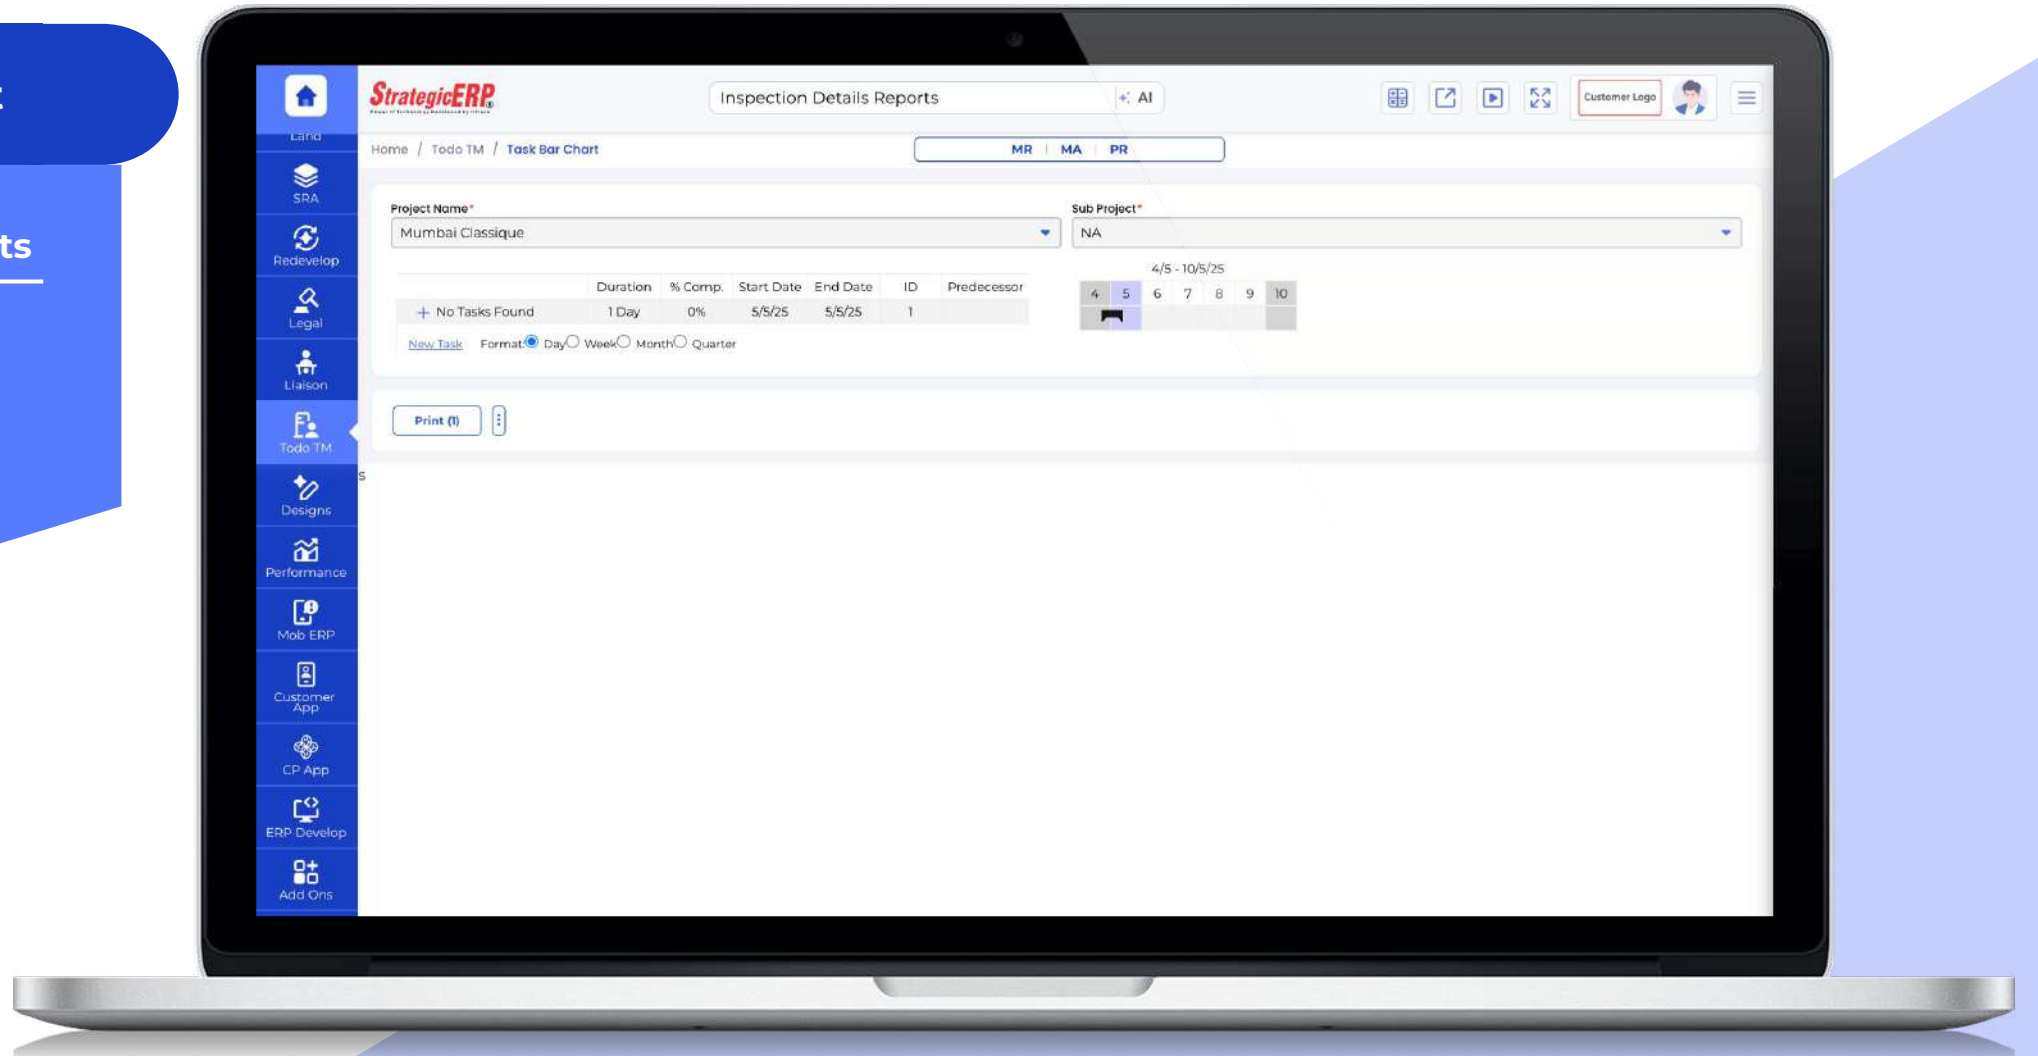 t
ts
StrategicERP®
Inspection Details Reports
AI
Customer Logo
Home / Todo TM / Task Bar Chart
MR | MA | PR
Land
SRA
Redevelop
Legal
Liaison
Todo TM
Designs
Performance
Mob ERP
Customer
App
CP App
ERP Develop
Add Ons
Project Name*
Mumbai Classique
Sub Project*
NA
Duration % Comp. Start Date End Date ID Predecessor
+ No Tasks Found 1 Day 0% 5/5/25 5/5/25 1
New Task Format: Day Week Month Quarter
4/5 - 10/5/25
4 5 6 7 8 9 10
Print (1)
s